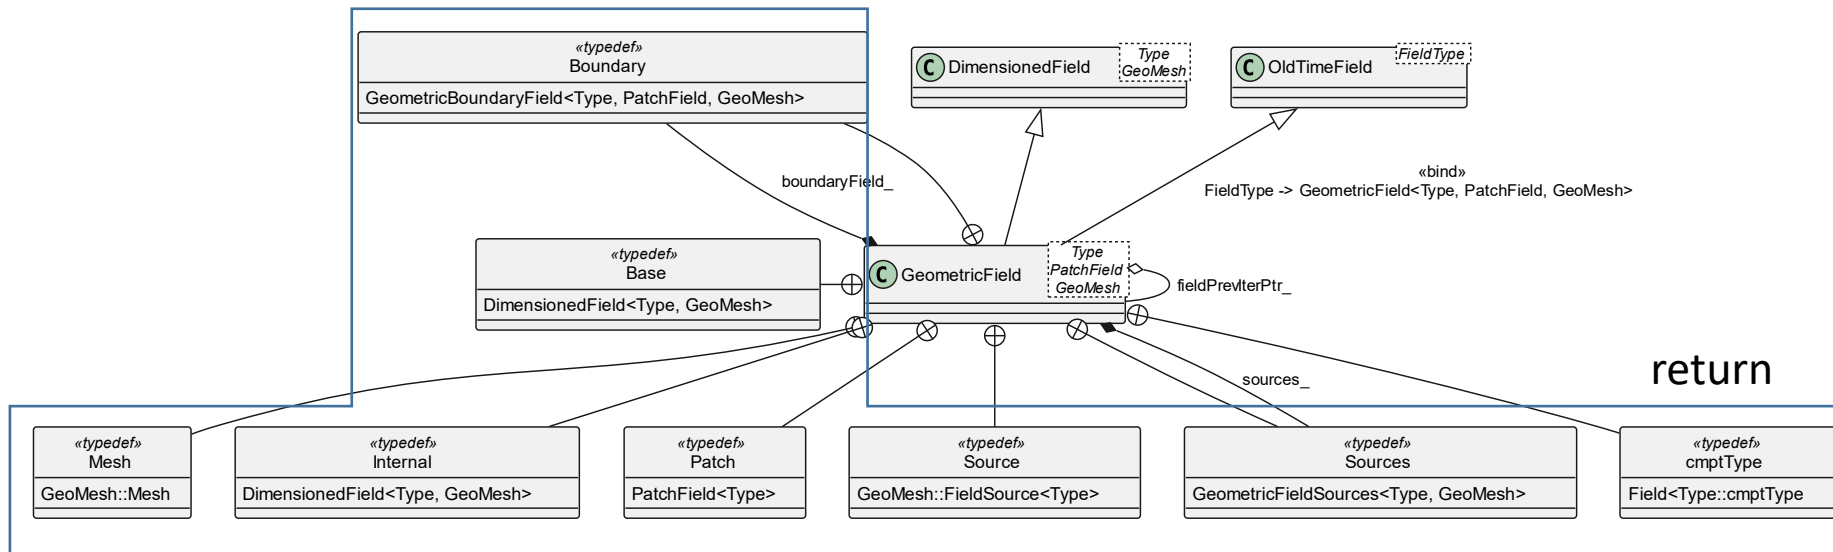 «typedef»
Boundary
GeometricBoundaryField<Type, PatchField, GeoMesh>
C DimensionedField
Type
GeoMesh
C OldTimeField
FieldType
boundaryField_
«bind»
FieldType -> GeometricField<Type, PatchField, GeoMesh>
«typedef»
Base
DimensionedField<Type, GeoMesh>
C GeometricField
Type
PatchField
GeoMesh
fieldPrevIterPtr_
sources_
return
«typedef»
Mesh
GeoMesh::Mesh
«typedef»
Internal
DimensionedField<Type, GeoMesh>
«typedef»
Patch
PatchField<Type>
«typedef»
Source
GeoMesh::FieldSource<Type>
«typedef»
Sources
GeometricFieldSources<Type, GeoMesh>
«typedef»
cmptType
Field<Type::cmptType